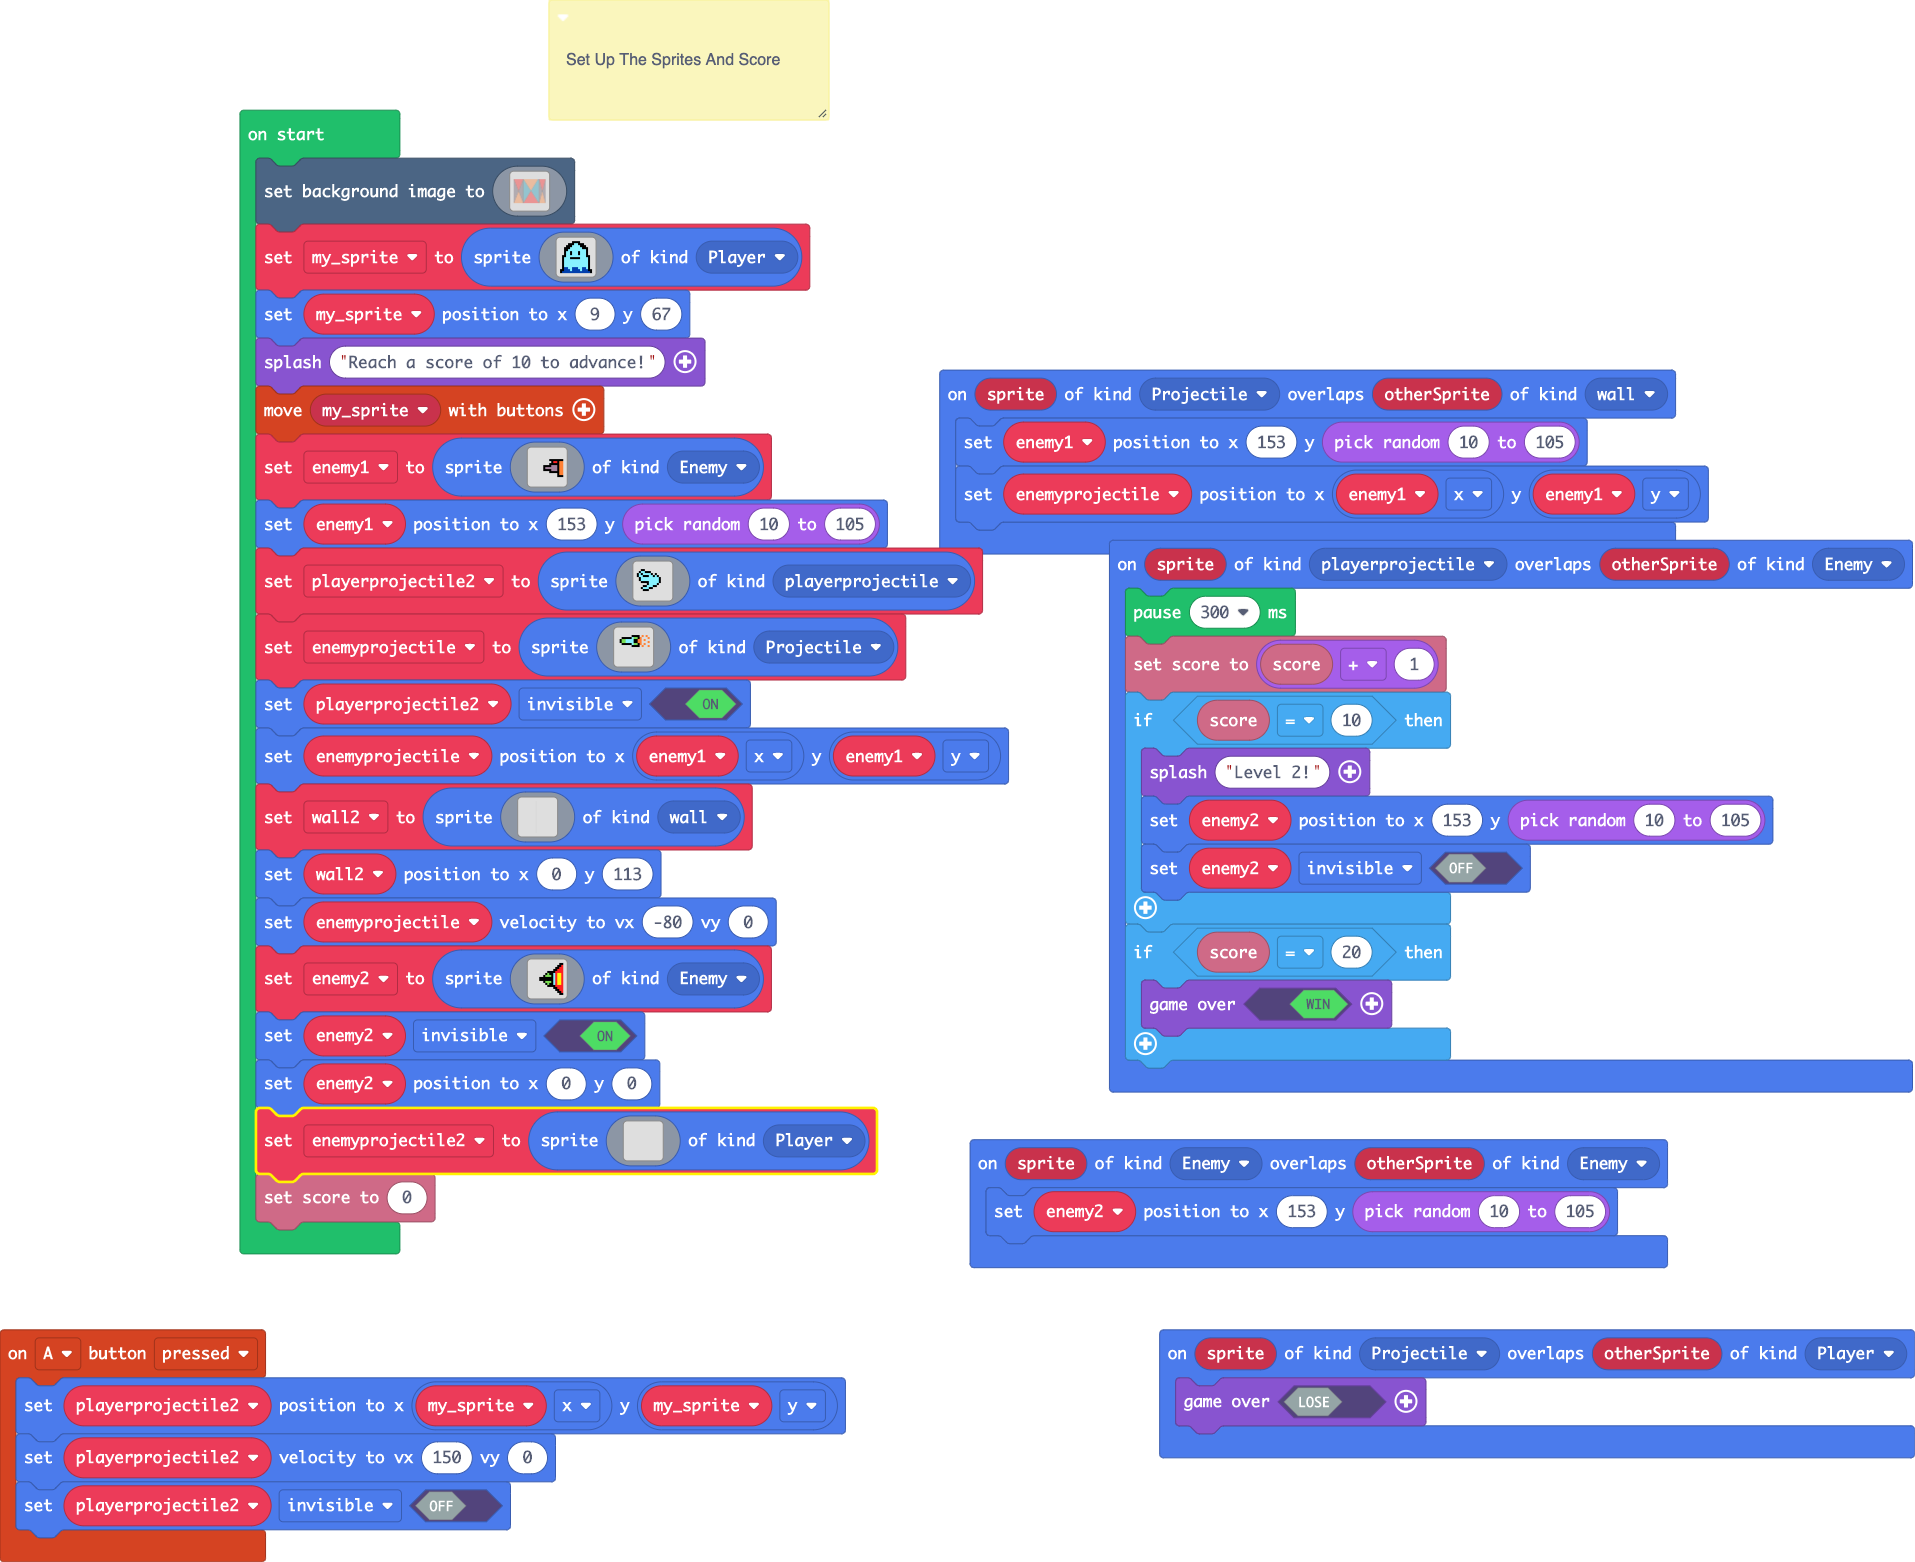 Set Up The Sprites And Score
on start
set background image to
set my_sprite to sprite of kind Player
set my_sprite position to x 9 y 67
splash "Reach a score of 10 to advance!"
move my_sprite with buttons
set enemy1 to sprite of kind Enemy
set enemy1 position to x 153 y pick random 10 to 105
set playerprojectile2 to sprite of kind playerprojectile
set enemyprojectile to sprite of kind Projectile
set playerprojectile2 invisible ON
set enemyprojectile position to x enemy1 x y enemy1 y
set wall2 to sprite of kind wall
set wall2 position to x 0 y 113
set enemyprojectile velocity to vx -80 vy 0
set enemy2 to sprite of kind Enemy
set enemy2 invisible ON
set enemy2 position to x 0 y 0
set enemyprojectile2 to sprite of kind Player
set score to 0
on sprite of kind Projectile overlaps otherSprite of kind wall
set enemy1 position to x 153 y pick random 10 to 105
set enemyprojectile position to x enemy1 x y enemy1 y
on sprite of kind playerprojectile overlaps otherSprite of kind Enemy
pause 300 ms
set score to score + 1
if score = 10 then
splash "Level 2!"
set enemy2 position to x 153 y pick random 10 to 105
set enemy2 invisible OFF
if score = 20 then
game over WIN
on sprite of kind Enemy overlaps otherSprite of kind Enemy
set enemy2 position to x 153 y pick random 10 to 105
on A button pressed
set playerprojectile2 position to x my_sprite x y my_sprite y
set playerprojectile2 velocity to vx 150 vy 0
set playerprojectile2 invisible OFF
on sprite of kind Projectile overlaps otherSprite of kind Player
game over LOSE